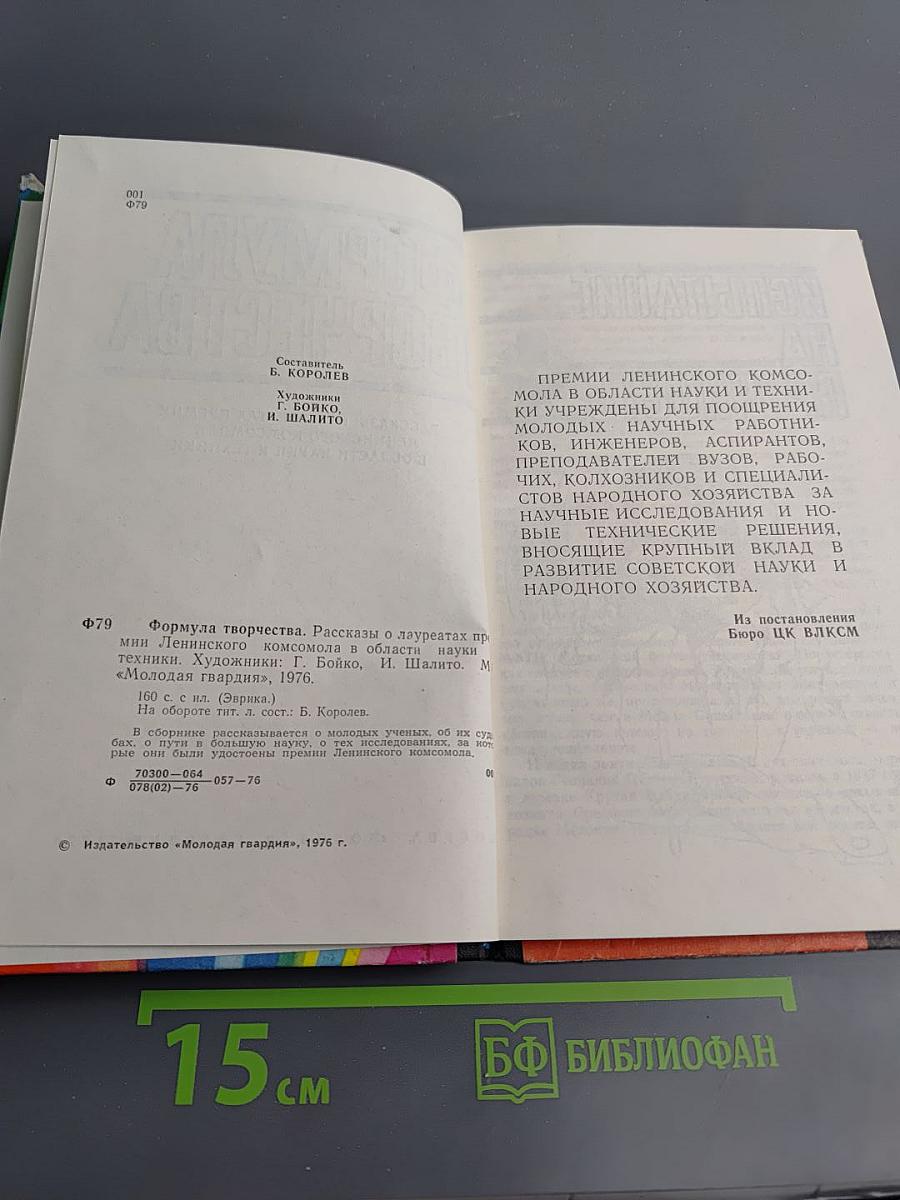 001
Ф79
Составитель
Б. КОРОЛЕВ
Художники
Г. БОЙКО,
И. ШАЛИТО
Ф79 Формула творчества. Рассказы о лауреатах
мии Ленинского комсомола в области науки
техники. Художники: Г. Бойко, И. Шалито.
«Молодая гвардия», 1976.
160 с. с ил. (Эврика.)
На обороте тит. л. сост.: Б. Королев.
В сборнике рассказывается о молодых ученых, об их
бах, о пути в большую науку, о тех исследованиях, за
рые они были удостоены премии Ленинского комсомола.
Ф 70300—064
078(02)—76 057—76
© Издательство «Молодая гвардия», 1976 г.
ПРЕМИИ ЛЕНИНСКОГО КОМСО-
МОЛА В ОБЛАСТИ НАУКИ И ТЕХНИ-
КИ УЧРЕЖДЕНЫ ДЛЯ ПООЩРЕНИЯ
МОЛОДЫХ НАУЧНЫХ РАБОТНИ-
КОВ, ИНЖЕНЕРОВ, АСПИРАНТОВ,
ПРЕПОДАВАТЕЛЕЙ ВУЗОВ, РАБО-
ЧИХ, КОЛХОЗНИКОВ И СПЕЦИАЛИ-
СТОВ НАРОДНОГО ХОЗЯЙСТВА ЗА
НАУЧНЫЕ ИССЛЕДОВАНИЯ И НО-
ВЫЕ ТЕХНИЧЕСКИЕ РЕШЕНИЯ,
ВНОСЯЩИЕ КРУПНЫЙ ВКЛАД В
РАЗВИТИЕ СОВЕТСКОЙ НАУКИ И
НАРОДНОГО ХОЗЯЙСТВА.
Из постановления
Бюро ЦК ВЛКСМ
15 см
БФ БИБЛИОФАН